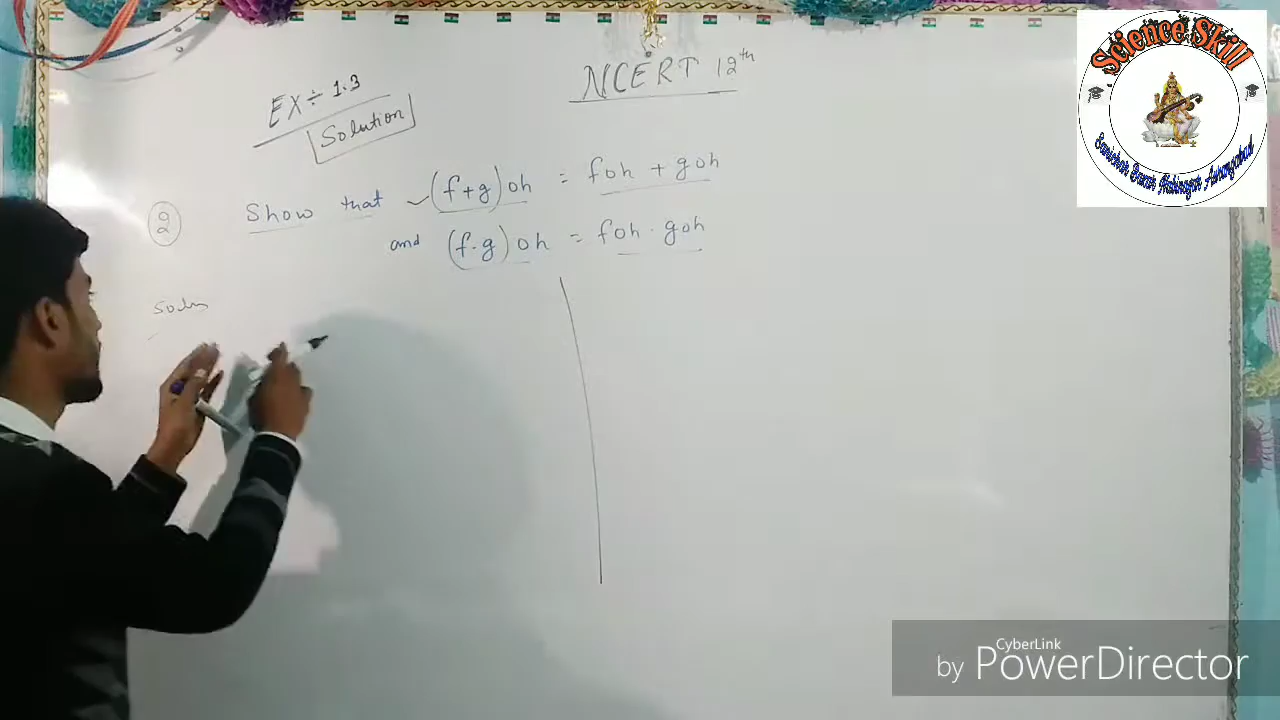 NCERT 12th
EX÷ 1.3
Solution
2 Show that (f+g)oh = foh + goh
and (f.g)oh = foh . goh
Soln
Science Skill
CyberLink
by PowerDirector